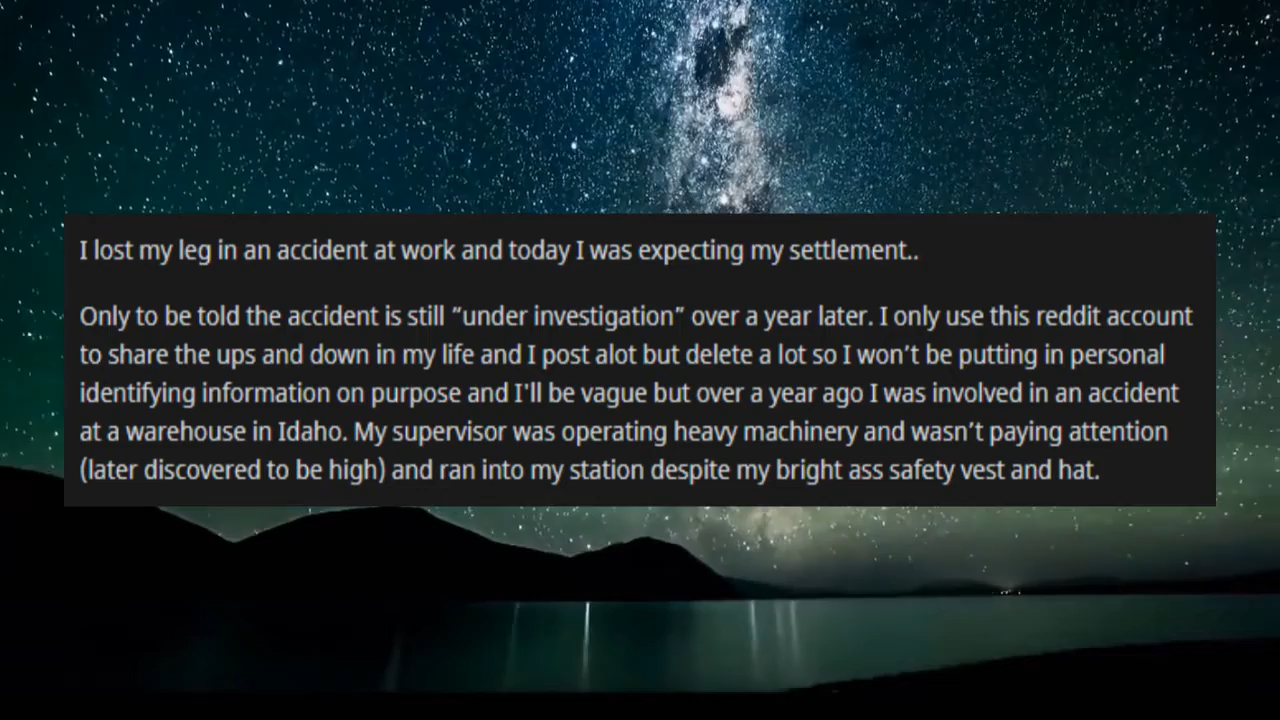 I lost my leg in an accident at work and today I was expecting my settlement..
Only to be told the accident is still “under investigation” over a year later. I only use this reddit account
to share the ups and down in my life and I post alot but delete a lot so I won’t be putting in personal
identifying information on purpose and I'll be vague but over a year ago I was involved in an accident
at a warehouse in Idaho. My supervisor was operating heavy machinery and wasn’t paying attention
(later discovered to be high) and ran into my station despite my bright ass safety vest and hat.